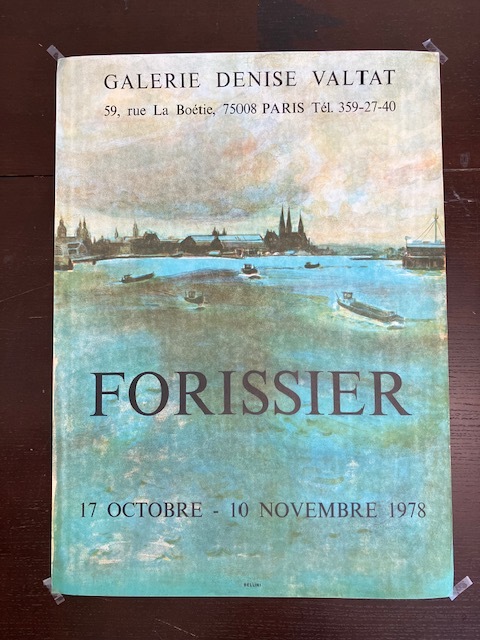 GALERIE DENISE VALTAT
59, rue La Boétie, 75008 PARIS Tél. 359-27-40
FORISSIER
17 OCTOBRE - 10 NOVEMBRE 1978
BELLINI